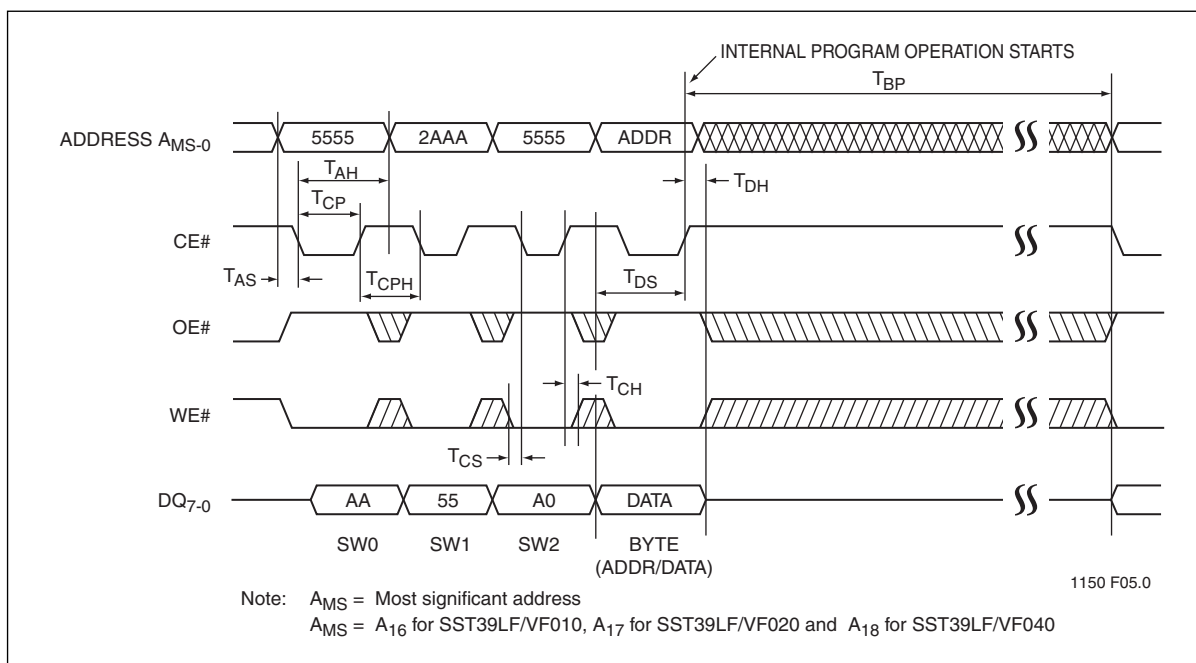 INTERNAL PROGRAM OPERATION STARTS
TBP
ADDRESS AMS-0
5555 2AAA 5555 ADDR
TAH
TDH
TCP
CE#
TAS
TCPH
TDS
OE#
TCH
WE#
TCS
DQ7-0
AA 55 A0 DATA
SW0 SW1 SW2 BYTE
(ADDR/DATA)
1150 F05.0
Note: AMS = Most significant address
AMS = A16 for SST39LF/VF010, A17 for SST39LF/VF020 and A18 for SST39LF/VF040